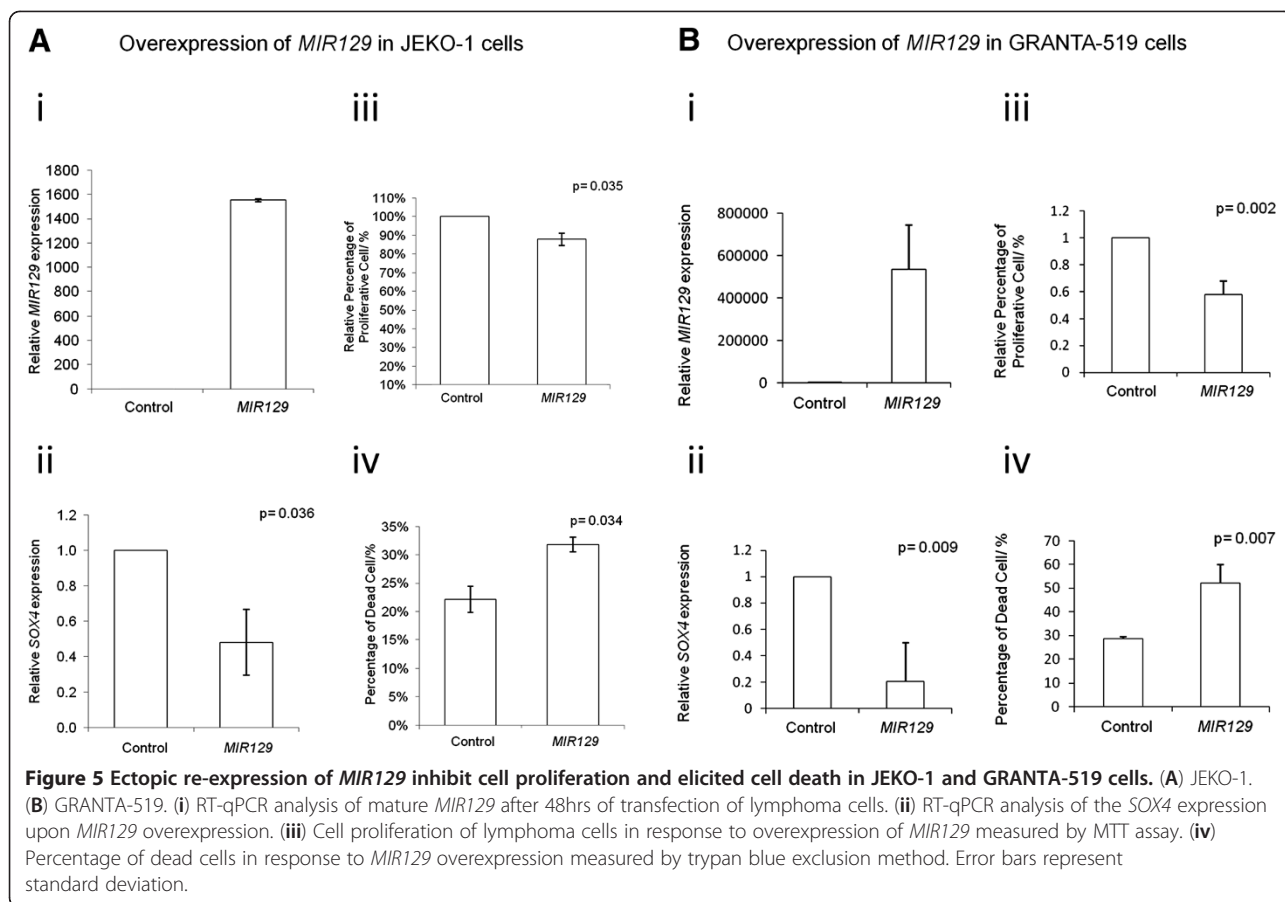 A Overexpression of MIR129 in JEKO-1 cells
i
Relative MIR129 expression
1800
1600
1400
1200
1000
800
600
400
200
0
Control MIR129
iii
p= 0.035
Relative Percentage of
Proliferative Cell/ %
110%
100%
90%
80%
70%
60%
50%
40%
30%
20%
10%
Control MIR129
ii
p= 0.036
Relative SOX4 expression
1.2
1.0
0.8
0.6
0.4
0.2
0.0
Control MIR129
iv
p= 0.034
Percentage of Dead Cell/%
35%
30%
25%
20%
15%
10%
5%
0%
Control MIR129
B Overexpression of MIR129 in GRANTA-519 cells
i
Relative MIR129 expression
800000
600000
400000
200000
0
Control MIR129
iii
p= 0.002
Relative Percentage of
Proliferative Cell/ %
1.2
1
0.8
0.6
0.4
0.2
0
Control MIR129
ii
p= 0.009
Relative SOX4 expression
1.2
1
0.8
0.6
0.4
0.2
0
Control MIR129
iv
p= 0.007
Percentage of Dead Cell/%
70
60
50
40
30
20
10
0
Control MIR129
Figure 5 Ectopic re-expression of MIR129 inhibit cell proliferation and elicited cell death in JEKO-1 and GRANTA-519 cells. (A) JEKO-1.
(B) GRANTA-519. (i) RT-qPCR analysis of mature MIR129 after 48hrs of transfection of lymphoma cells. (ii) RT-qPCR analysis of the SOX4 expression
upon MIR129 overexpression. (iii) Cell proliferation of lymphoma cells in response to overexpression of MIR129 measured by MTT assay. (iv)
Percentage of dead cells in response to MIR129 overexpression measured by trypan blue exclusion method. Error bars represent
standard deviation.